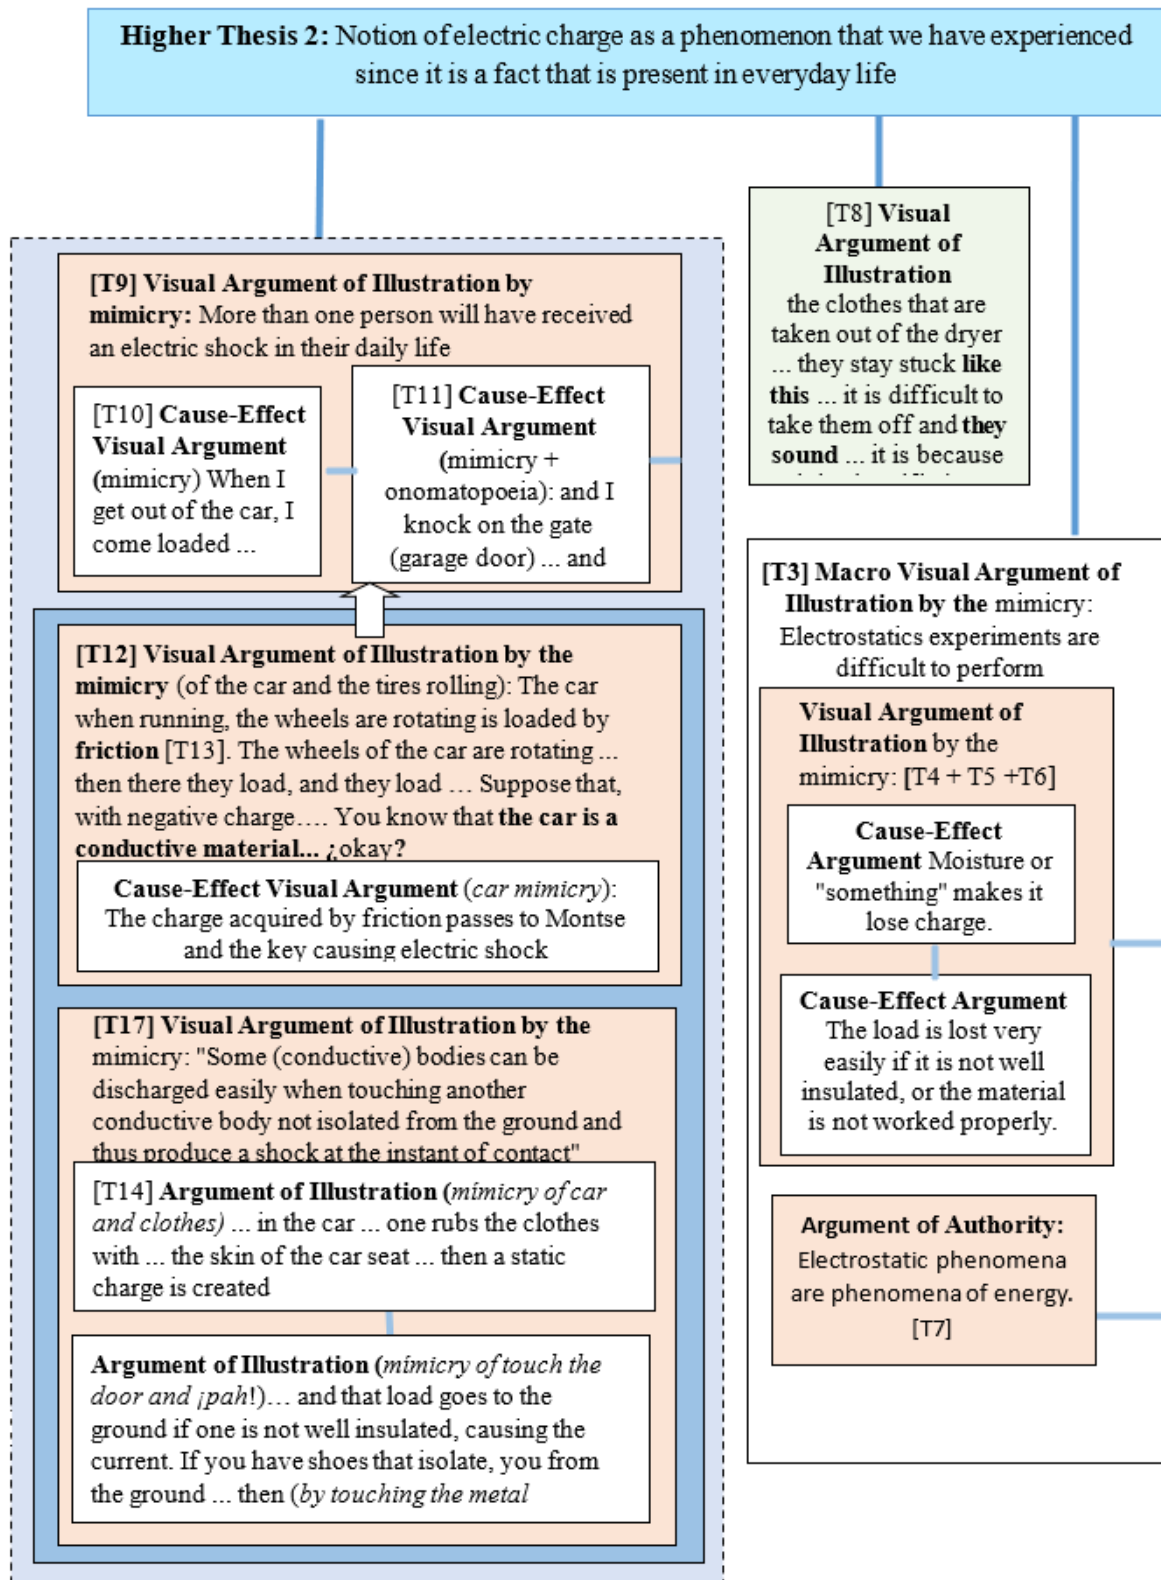 Higher Thesis 2: Notion of electric charge as a phenomenon that we have experienced
since it is a fact that is present in everyday life
[T9] Visual Argument of Illustration by
mimicry: More than one person will have received
an electric shock in their daily life
[T10] Cause-Effect
Visual Argument
(mimicry) When I
get out of the car, I
come loaded ...
[T11] Cause-Effect
Visual Argument
(mimicry +
onomatopoeia): and I
knock on the gate
(garage door) ... and
[T12] Visual Argument of Illustration by the
mimicry (of the car and the tires rolling): The car
when running, the wheels are rotating is loaded by
friction [T13]. The wheels of the car are rotating ...
then there they load, and they load … Suppose that,
with negative charge…. You know that the car is a
conductive material... ¿okay?
Cause-Effect Visual Argument (car mimicry):
The charge acquired by friction passes to Montse
and the key causing electric shock
[T17] Visual Argument of Illustration by the
mimicry: "Some (conductive) bodies can be
discharged easily when touching another
conductive body not isolated from the ground and
thus produce a shock at the instant of contact"
[T14] Argument of Illustration (mímicry of car
and clothes) ... in the car ... one rubs the clothes
with ... the skin of the car seat ... then a static
charge is created
Argument of Illustration (mímicry of touch the
door and ¡pah!)… and that load goes to the
ground if one is not well insulated, causing the
current. If you have shoes that isolate, you from
the ground ... then (by touching the metal
[T8] Visual
Argument of
Illustration
the clothes that are
taken out of the dryer
... they stay stuck like
this ... it is difficult to
take them off and they
sound ... it is because
[T3] Macro Visual Argument of
Illustration by the mimicry:
Electrostatics experiments are
difficult to perform
Visual Argument of
Illustration by the
mimicry: [T4 + T5 +T6]
Cause-Effect
Argument Moisture or
"something" makes it
lose charge.
Cause-Effect Argument
The load is lost very
easily if it is not well
insulated, or the material
is not worked properly.
Argument of Authority:
Electrostatic phenomena
are phenomena of energy.
[T7]